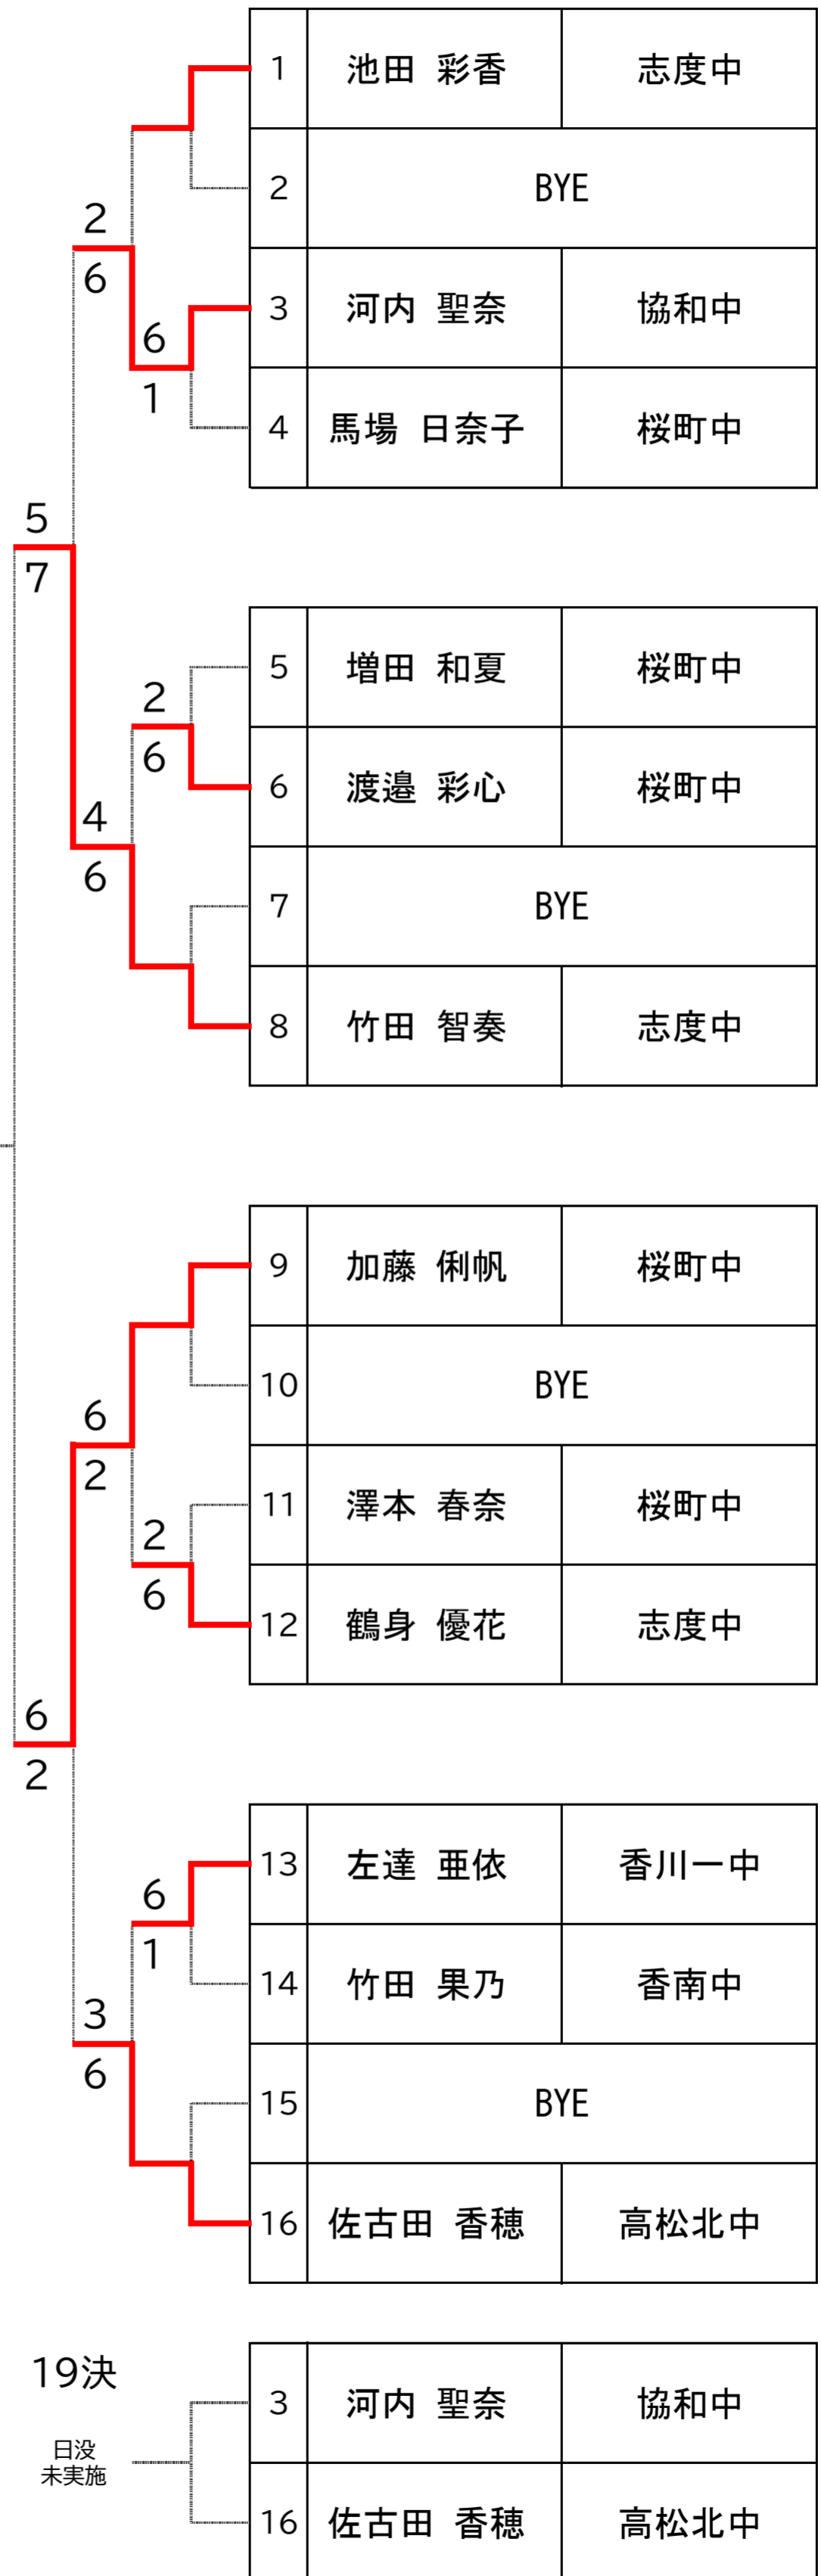 1 池田 彩香 志度中
2 BYE
2
6
3 河内 聖奈 協和中
6
1
4 馬場 日奈子 桜町中
5
7
5 増田 和夏 桜町中
2
6
6 渡邉 彩心 桜町中
4
6
7 BYE
8 竹田 智奏 志度中
9 加藤 俐帆 桜町中
10 BYE
6
2
11 澤本 春奈 桜町中
2
6
12 鶴身 優花 志度中
6
2
13 左達 亜依 香川一中
6
1
14 竹田 果乃 香南中
3
6
15 BYE
16 佐古田 香穂 高松北中
19決
3 河内 聖奈 協和中
日没
未実施
16 佐古田 香穂 高松北中